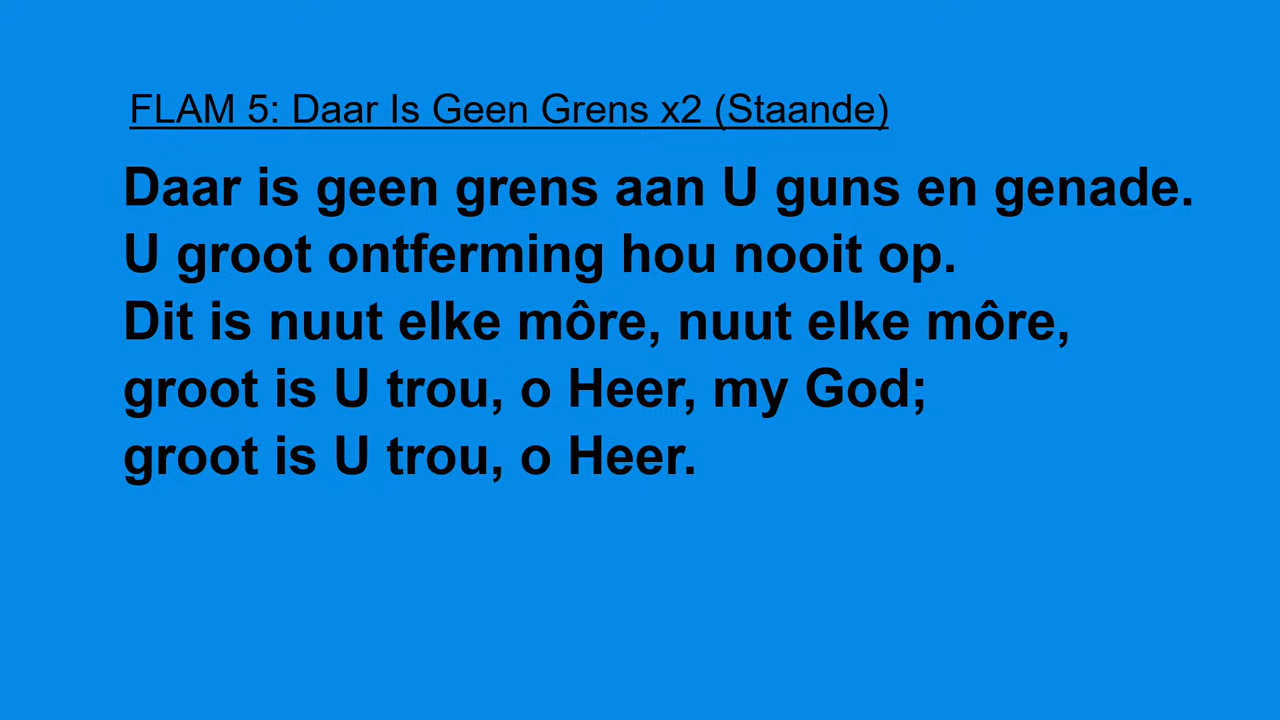 FLAM 5: Daar Is Geen Grens x2 (Staande)
Daar is geen grens aan U guns en genade.
U groot ontferming hou nooit op.
Dit is nuut elke môre, nuut elke môre,
groot is U trou, o Heer, my God;
groot is U trou, o Heer.